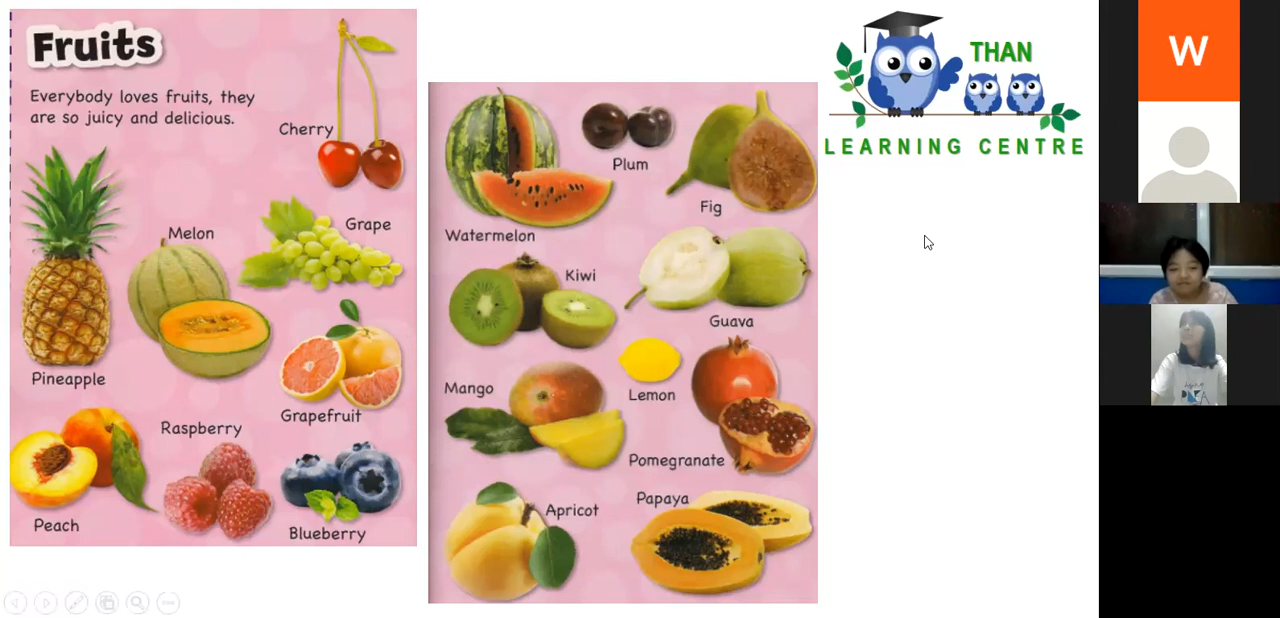 Fruits
Everybody loves fruits, they
are so juicy and delicious.
Cherry
Grape
Melon
Pineapple
Grapefruit
Raspberry
Peach
Blueberry
Plum
Fig
Watermelon
Kiwi
Guava
Mango
Lemon
Pomegranate
Apricot
Papaya
THAN
LEARNING CENTRE
W